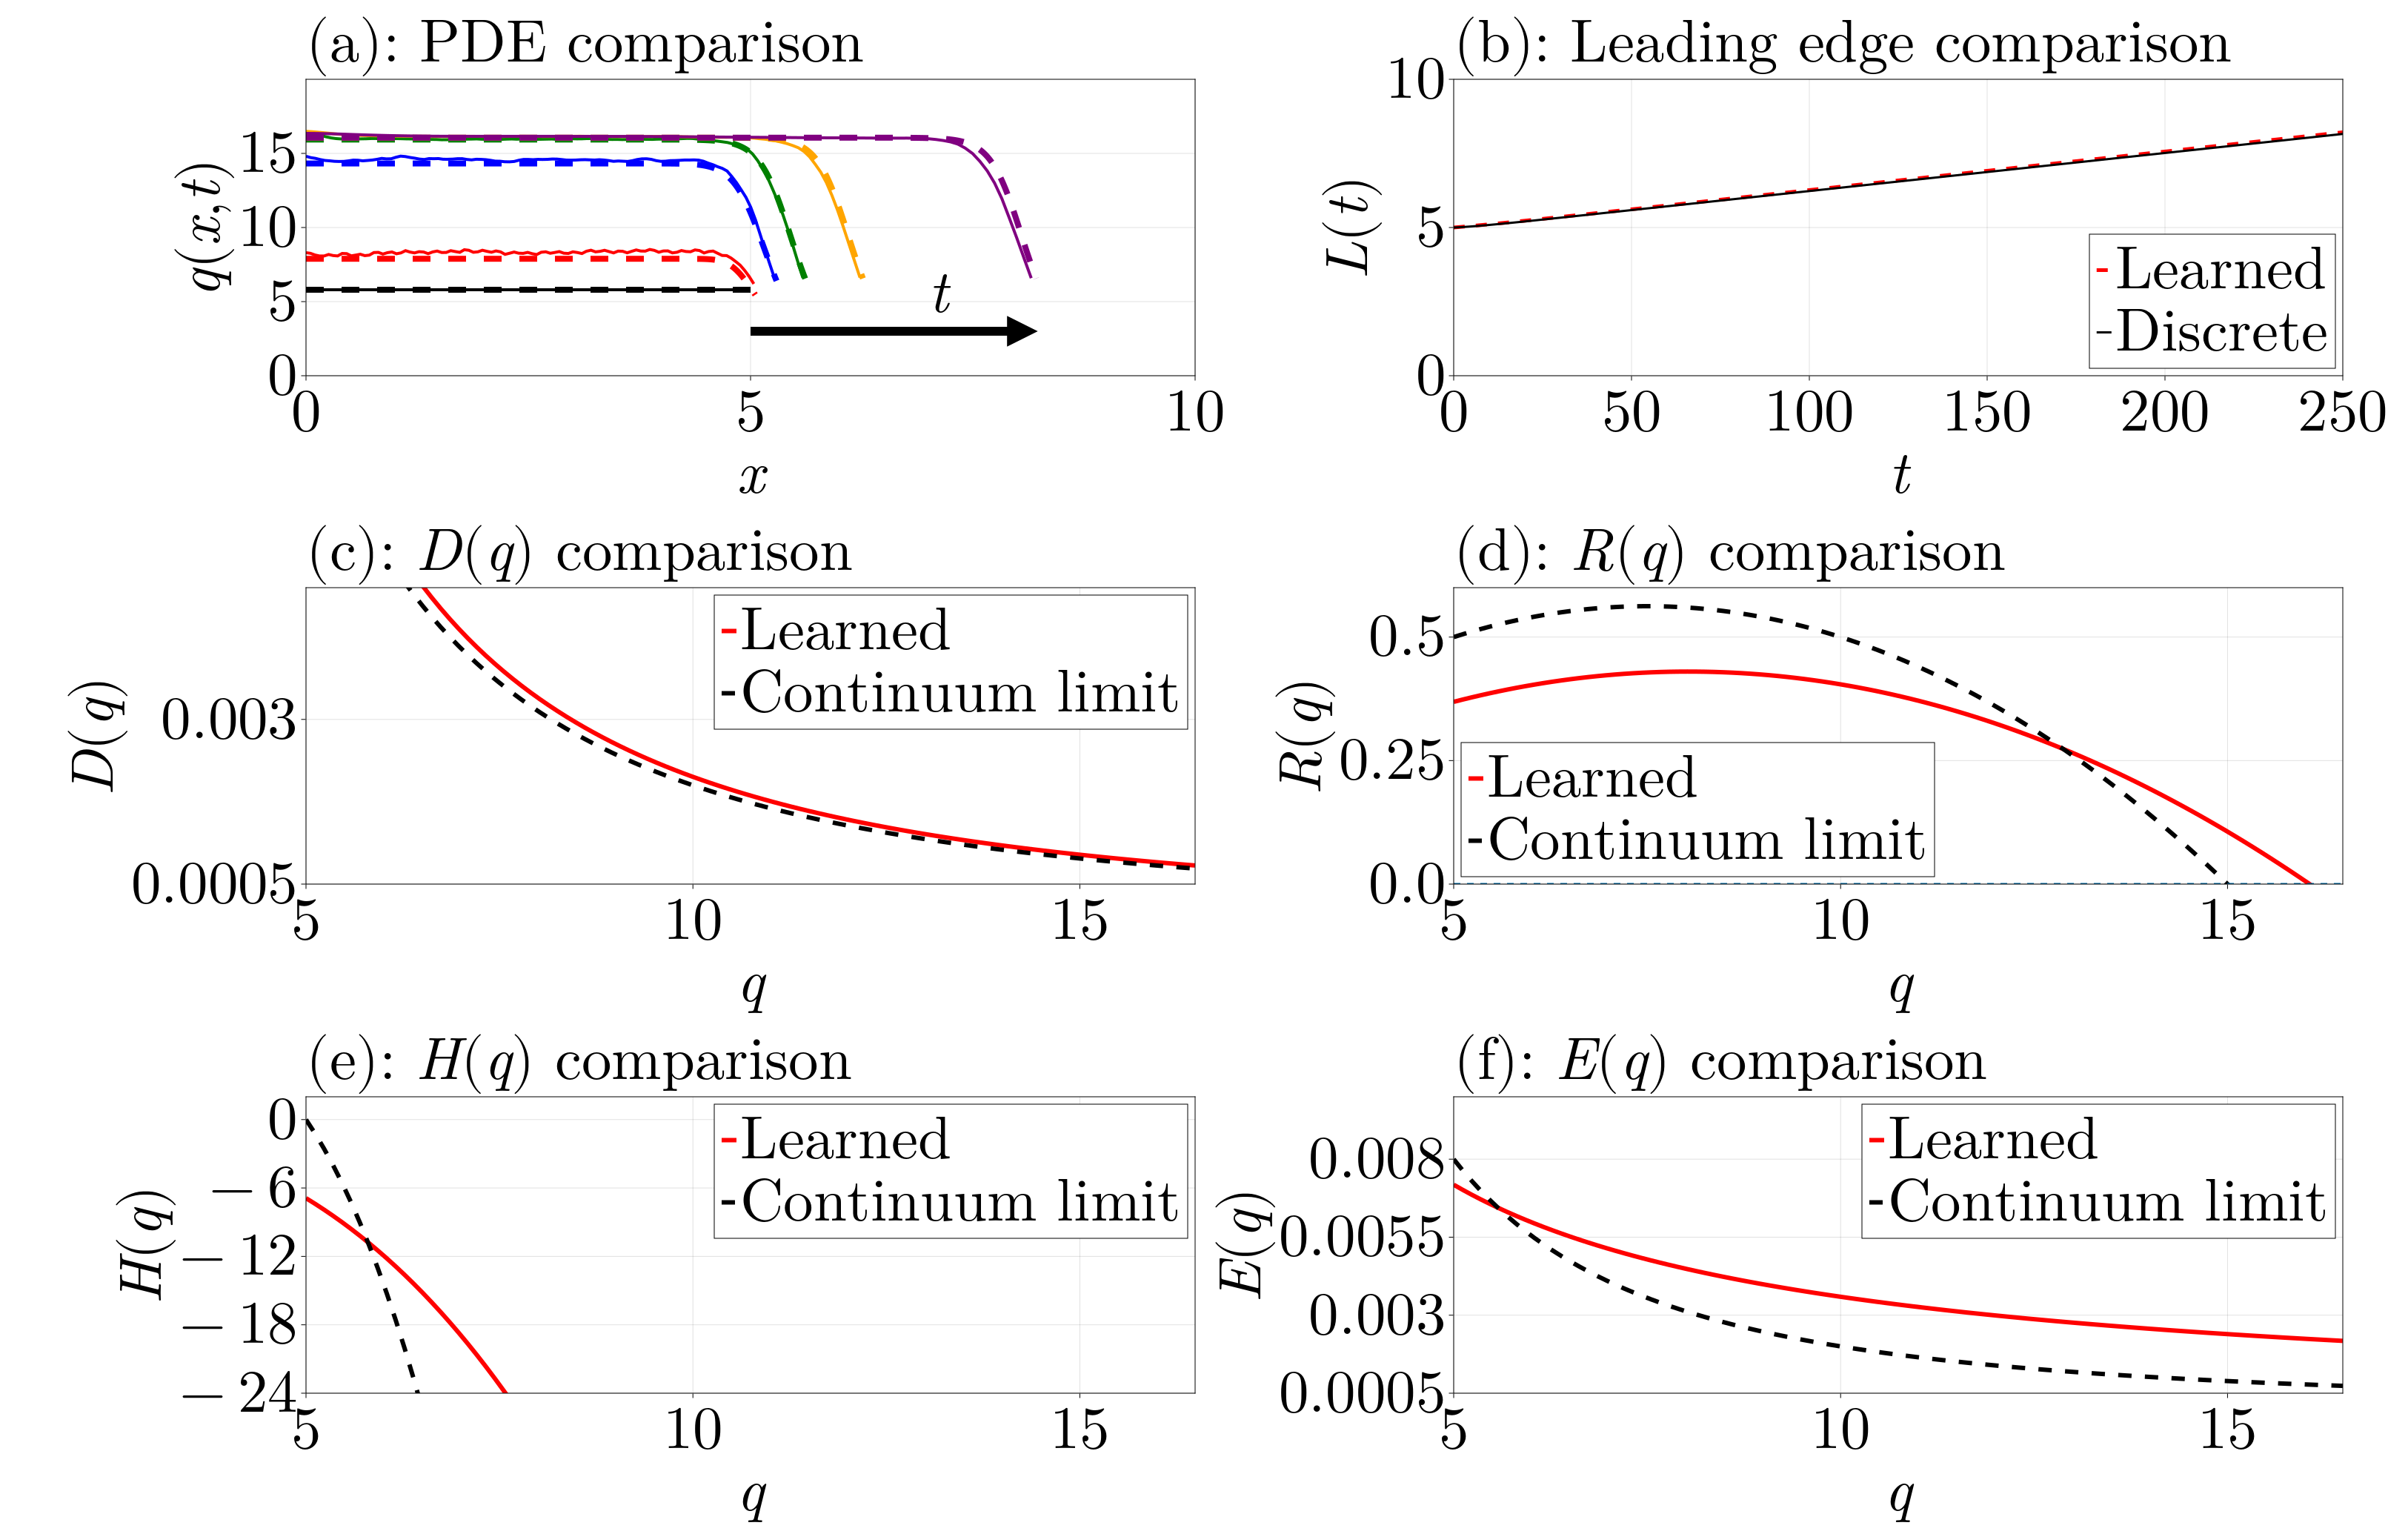 (a): PDE comparison
q(x,t)
15
10
5
0
t
0 5 10
x
(b): Leading edge comparison
L(t)
10
5
0
Learned
Discrete
0 50 100 150 200 250
t
(c): D(q) comparison
D(q)
0.003
0.0005
Learned
Continuum limit
5 10 15
q
(d): R(q) comparison
R(q)
0.5
0.25
0.0
Learned
Continuum limit
5 10 15
q
(e): H(q) comparison
H(q)
0
−6
−12
−18
−24
Learned
Continuum limit
5 10 15
q
(f): E(q) comparison
E(q)
0.008
0.0055
0.003
0.0005
Learned
Continuum limit
5 10 15
q